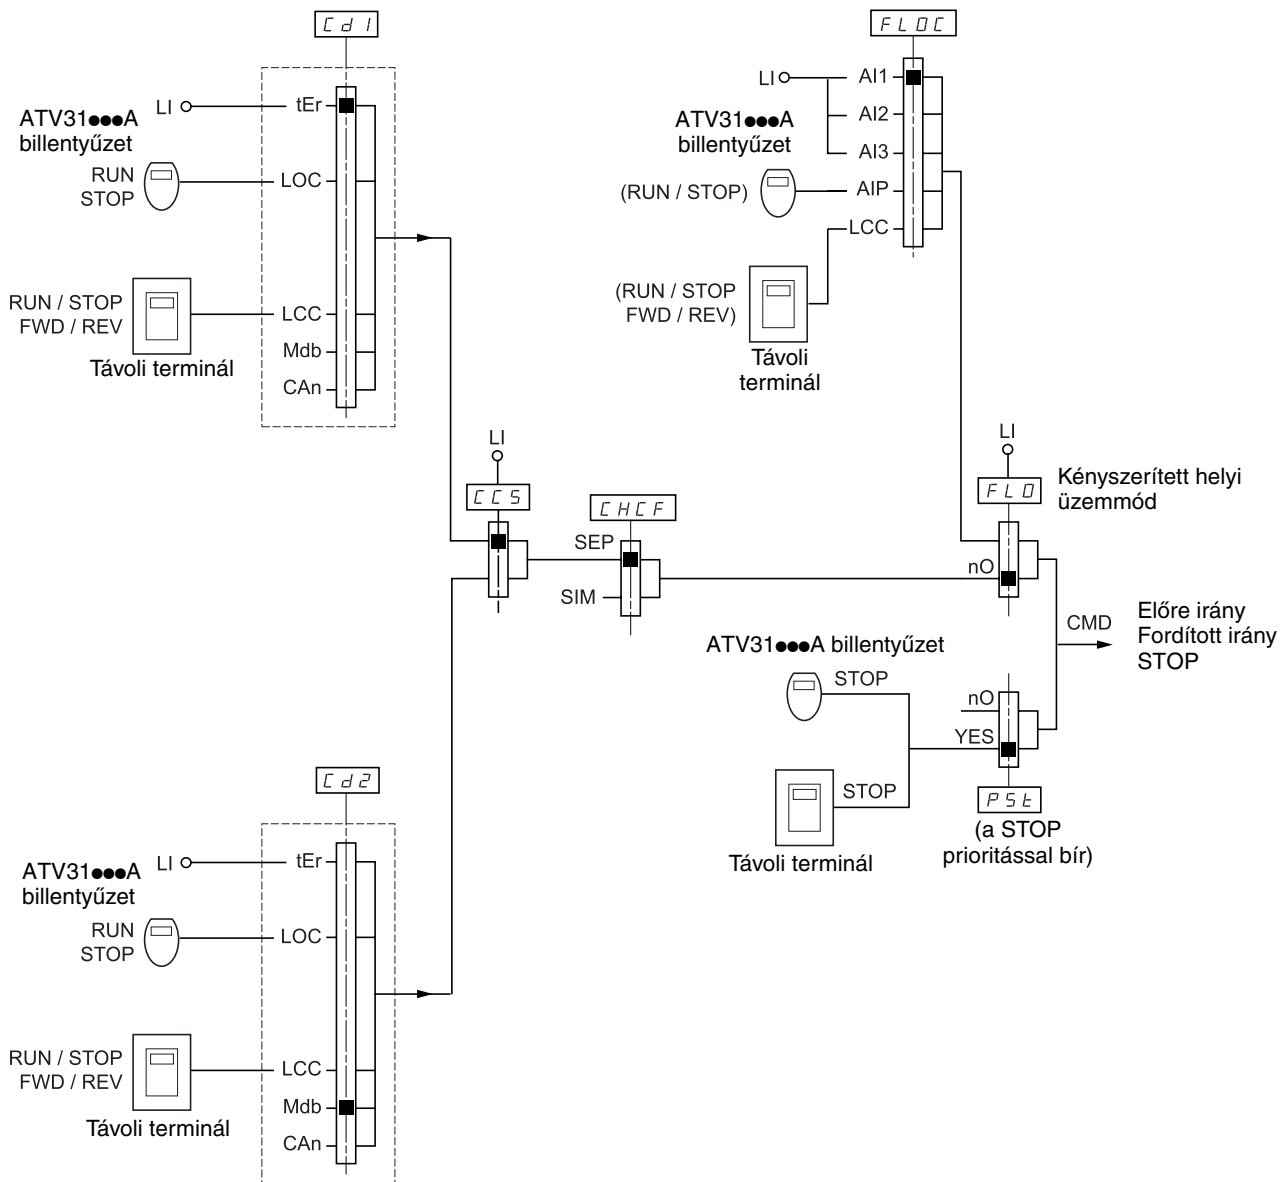 Cd1
LI
tEr
ATV31●●●A
billentyűzet
RUN
STOP
LOC
RUN / STOP
FWD / REV
LCC
Mdb
CAn
Távoli terminál
FLOC
LI
AI1
AI2
AI3
AIP
LCC
ATV31●●●A
billentyűzet
(RUN / STOP)
(RUN / STOP
FWD / REV)
Távoli
terminál
LI
CCS
CHCF
SEP
SIM
LI
FLO
Kényszerített helyi
üzemmód
nO
CMD
Előre irány
Fordított irány
STOP
ATV31●●●A billentyűzet
STOP
nO
YES
STOP
Távoli terminál
PSt
(a STOP
prioritással bír)
Cd2
LI
tEr
ATV31●●●A
billentyűzet
RUN
STOP
LOC
RUN / STOP
FWD / REV
LCC
Mdb
CAn
Távoli terminál